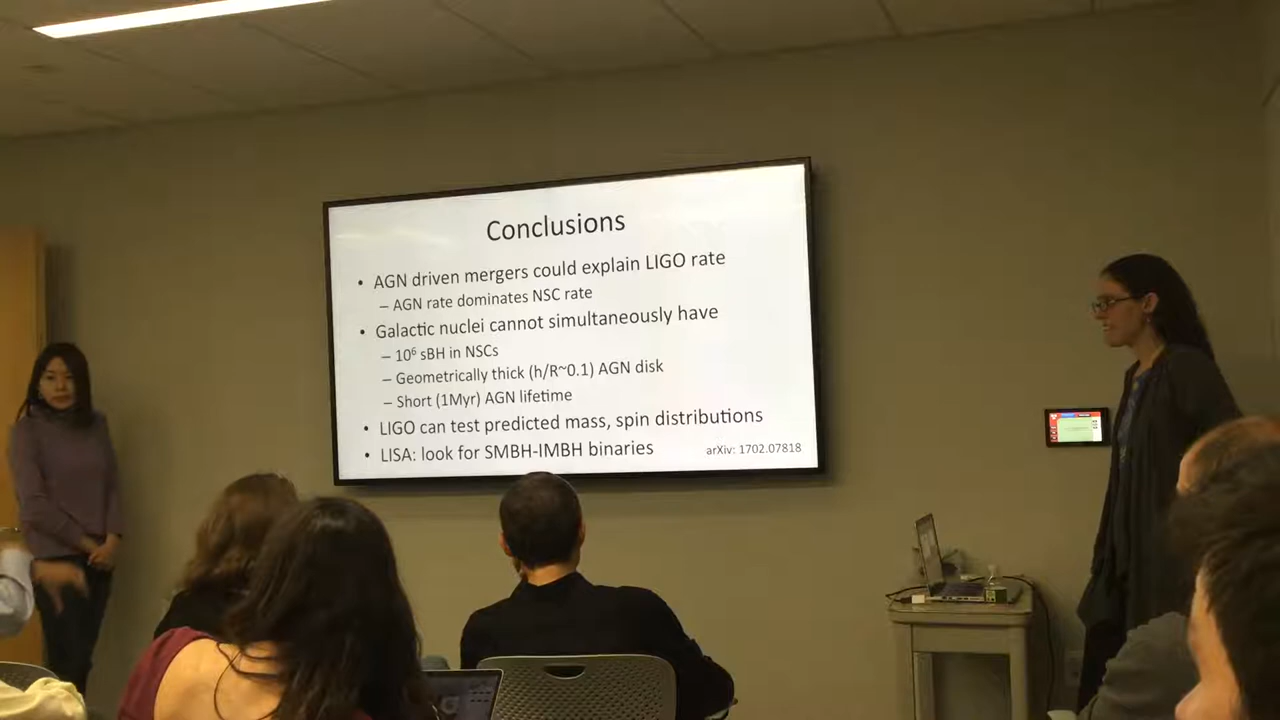 Conclusions
• AGN driven mergers could explain LIGO rate
– AGN rate dominates NSC rate
• Galactic nuclei cannot simultaneously have
– 10⁶ sBH in NSCs
– Geometrically thick (h/R~0.1) AGN disk
– Short (1Myr) AGN lifetime
• LIGO can test predicted mass, spin distributions
• LISA: look for SMBH-IMBH binaries
arXiv: 1702.07818